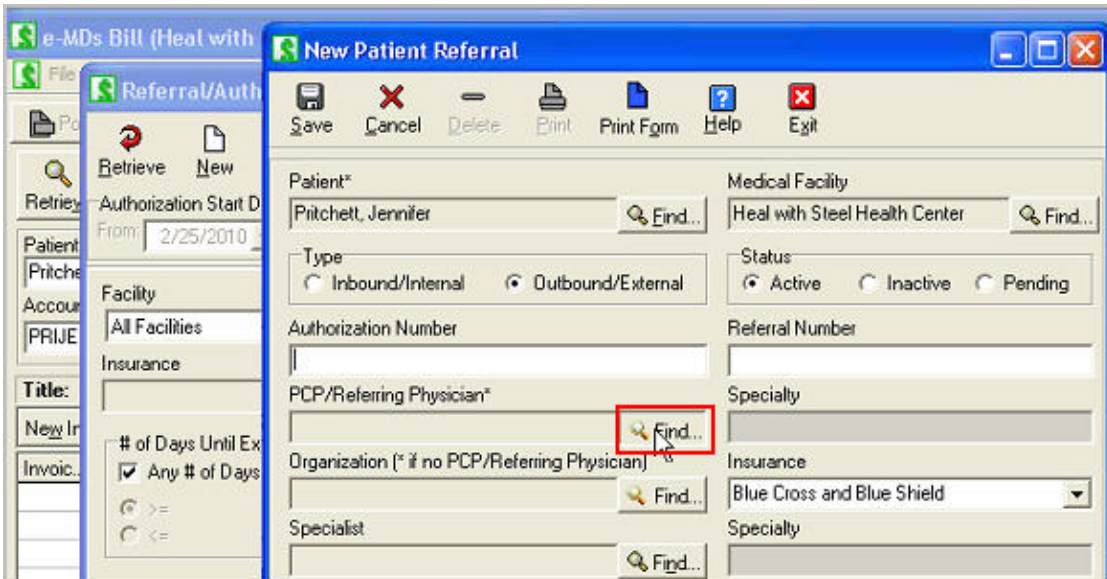 e-MDs Bill (Heal with
File
Po
Retriev
Patient
Pritche
Accour
PRIJE
Title:
New In
Invoic..
Referral/Auth
Retrieve New
Authorization Start D
From: 2/25/2010
Facility
All Facilities
Insurance
# of Days Until Ex
Any # of Days
>=
<=
New Patient Referral
Save Cancel Delete Print Print Form Help Exit
Patient* Medical Facility
Pritchett, Jennifer Find... Heal with Steel Health Center Find...
Type Status
Inbound/Internal Outbound/External Active Inactive Pending
Authorization Number Referral Number
PCP/Referring Physician* Specialty
Find...
Organization (* if no PCP/Referring Physician) Insurance
Find... Blue Cross and Blue Shield
Specialist Specialty
Find...